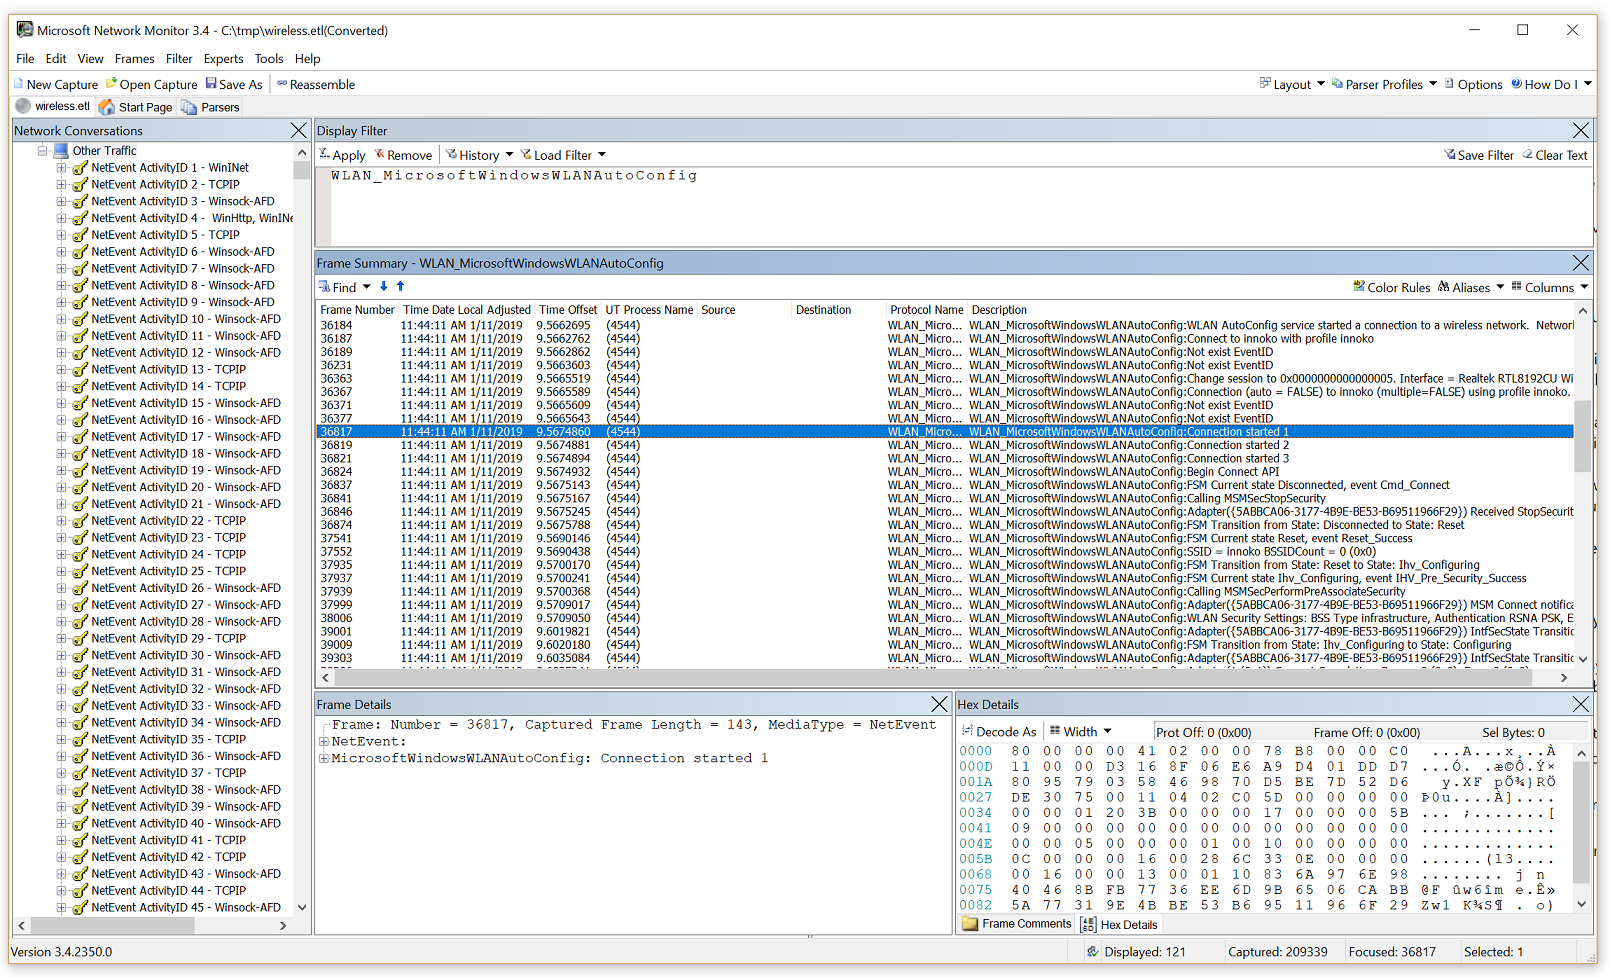 Microsoft Network Monitor 3.4 - C:\tmp\wireless.etl(Converted)
File Edit View Frames Filter Experts Tools Help
New Capture Open Capture Save As Reassemble Layout Parser Profiles Options How Do I
wireless.etl Start Page Parsers
Network Conversations
Other Traffic
NetEvent ActivityID 1 - WinINet
NetEvent ActivityID 2 - TCPIP
NetEvent ActivityID 3 - Winsock-AFD
NetEvent ActivityID 4 - WinHttp, WinINe
NetEvent ActivityID 5 - TCPIP
NetEvent ActivityID 6 - Winsock-AFD
NetEvent ActivityID 7 - Winsock-AFD
NetEvent ActivityID 8 - Winsock-AFD
NetEvent ActivityID 9 - Winsock-AFD
NetEvent ActivityID 10 - Winsock-AFD
NetEvent ActivityID 11 - Winsock-AFD
NetEvent ActivityID 12 - Winsock-AFD
NetEvent ActivityID 13 - TCPIP
NetEvent ActivityID 14 - TCPIP
NetEvent ActivityID 15 - Winsock-AFD
NetEvent ActivityID 16 - Winsock-AFD
NetEvent ActivityID 17 - Winsock-AFD
NetEvent ActivityID 18 - Winsock-AFD
NetEvent ActivityID 19 - Winsock-AFD
NetEvent ActivityID 20 - Winsock-AFD
NetEvent ActivityID 21 - Winsock-AFD
NetEvent ActivityID 22 - TCPIP
NetEvent ActivityID 23 - TCPIP
NetEvent ActivityID 24 - TCPIP
NetEvent ActivityID 25 - TCPIP
NetEvent ActivityID 26 - Winsock-AFD
NetEvent ActivityID 27 - Winsock-AFD
NetEvent ActivityID 28 - Winsock-AFD
NetEvent ActivityID 29 - TCPIP
NetEvent ActivityID 30 - Winsock-AFD
NetEvent ActivityID 31 - Winsock-AFD
NetEvent ActivityID 32 - Winsock-AFD
NetEvent ActivityID 33 - Winsock-AFD
NetEvent ActivityID 34 - Winsock-AFD
NetEvent ActivityID 35 - TCPIP
NetEvent ActivityID 36 - Winsock-AFD
NetEvent ActivityID 37 - TCPIP
NetEvent ActivityID 38 - Winsock-AFD
NetEvent ActivityID 39 - Winsock-AFD
NetEvent ActivityID 40 - Winsock-AFD
NetEvent ActivityID 41 - TCPIP
NetEvent ActivityID 42 - TCPIP
NetEvent ActivityID 43 - Winsock-AFD
NetEvent ActivityID 44 - TCPIP
NetEvent ActivityID 45 - Winsock-AFD
Display Filter
Apply Remove History Load Filter Save Filter Clear Text
WLAN_MicrosoftWindowsWLANAutoConfig
Frame Summary - WLAN_MicrosoftWindowsWLANAutoConfig
Find Color Rules Aliases Columns
Frame Number Time Date Local Adjusted Time Offset UT Process Name Source Destination Protocol Name Description
36184 11:44:11 AM 1/11/2019 9.5662695 (4544) WLAN_Micro... WLAN_MicrosoftWindowsWLANAutoConfig:WLAN AutoConfig service started a connection to a wireless network. Networ
36187 11:44:11 AM 1/11/2019 9.5662762 (4544) WLAN_Micro... WLAN_MicrosoftWindowsWLANAutoConfig:Connect to innoko with profile innoko
36189 11:44:11 AM 1/11/2019 9.5662862 (4544) WLAN_Micro... WLAN_MicrosoftWindowsWLANAutoConfig:Not exist EventID
36231 11:44:11 AM 1/11/2019 9.5663603 (4544) WLAN_Micro... WLAN_MicrosoftWindowsWLANAutoConfig:Not exist EventID
36363 11:44:11 AM 1/11/2019 9.5665519 (4544) WLAN_Micro... WLAN_MicrosoftWindowsWLANAutoConfig:Change session to 0x0000000000000005. Interface = Realtek RTL8192CU Wi
36367 11:44:11 AM 1/11/2019 9.5665589 (4544) WLAN_Micro... WLAN_MicrosoftWindowsWLANAutoConfig:Connection (auto = FALSE) to innoko (multiple=FALSE) using profile innoko.
36371 11:44:11 AM 1/11/2019 9.5665609 (4544) WLAN_Micro... WLAN_MicrosoftWindowsWLANAutoConfig:Not exist EventID
36377 11:44:11 AM 1/11/2019 9.5665643 (4544) WLAN_Micro... WLAN_MicrosoftWindowsWLANAutoConfig:Not exist EventID
36817 11:44:11 AM 1/11/2019 9.5674860 (4544) WLAN_Micro... WLAN_MicrosoftWindowsWLANAutoConfig:Connection started 1
36819 11:44:11 AM 1/11/2019 9.5674881 (4544) WLAN_Micro... WLAN_MicrosoftWindowsWLANAutoConfig:Connection started 2
36821 11:44:11 AM 1/11/2019 9.5674894 (4544) WLAN_Micro... WLAN_MicrosoftWindowsWLANAutoConfig:Connection started 3
36824 11:44:11 AM 1/11/2019 9.5674932 (4544) WLAN_Micro... WLAN_MicrosoftWindowsWLANAutoConfig:Begin Connect API
36837 11:44:11 AM 1/11/2019 9.5675143 (4544) WLAN_Micro... WLAN_MicrosoftWindowsWLANAutoConfig:FSM Current state Disconnected, event Cmd_Connect
36841 11:44:11 AM 1/11/2019 9.5675167 (4544) WLAN_Micro... WLAN_MicrosoftWindowsWLANAutoConfig:Calling MSMSecStopSecurity
36846 11:44:11 AM 1/11/2019 9.5675245 (4544) WLAN_Micro... WLAN_MicrosoftWindowsWLANAutoConfig:Adapter({5ABBCA06-3177-4B9E-BE53-B69511966F29}) Received StopSecurit
36874 11:44:11 AM 1/11/2019 9.5675788 (4544) WLAN_Micro... WLAN_MicrosoftWindowsWLANAutoConfig:FSM Transition from State: Disconnected to State: Reset
37541 11:44:11 AM 1/11/2019 9.5690146 (4544) WLAN_Micro... WLAN_MicrosoftWindowsWLANAutoConfig:FSM Current state Reset, event Reset_Success
37552 11:44:11 AM 1/11/2019 9.5690438 (4544) WLAN_Micro... WLAN_MicrosoftWindowsWLANAutoConfig:SSID = innoko BSSIDCount = 0 (0x0)
37935 11:44:11 AM 1/11/2019 9.5700170 (4544) WLAN_Micro... WLAN_MicrosoftWindowsWLANAutoConfig:FSM Transition from State: Reset to State: Ihv_Configuring
37937 11:44:11 AM 1/11/2019 9.5700241 (4544) WLAN_Micro... WLAN_MicrosoftWindowsWLANAutoConfig:FSM Current state Ihv_Configuring, event IHV_Pre_Security_Success
37939 11:44:11 AM 1/11/2019 9.5700368 (4544) WLAN_Micro... WLAN_MicrosoftWindowsWLANAutoConfig:Calling MSMSecPerformPreAssociateSecurity
37999 11:44:11 AM 1/11/2019 9.5709017 (4544) WLAN_Micro... WLAN_MicrosoftWindowsWLANAutoConfig:Adapter({5ABBCA06-3177-4B9E-BE53-B69511966F29}) MSM Connect notifica
38006 11:44:11 AM 1/11/2019 9.5709050 (4544) WLAN_Micro... WLAN_MicrosoftWindowsWLANAutoConfig:WLAN Security Settings: BSS Type infrastructure, Authentication RSNA PSK, E
39001 11:44:11 AM 1/11/2019 9.6019821 (4544) WLAN_Micro... WLAN_MicrosoftWindowsWLANAutoConfig:Adapter({5ABBCA06-3177-4B9E-BE53-B69511966F29}) IntfSecState Transitic
39009 11:44:11 AM 1/11/2019 9.6020180 (4544) WLAN_Micro... WLAN_MicrosoftWindowsWLANAutoConfig:FSM Transition from State: Ihv_Configuring to State: Configuring
39303 11:44:11 AM 1/11/2019 9.6035084 (4544) WLAN_Micro... WLAN_MicrosoftWindowsWLANAutoConfig:Adapter({5ABBCA06-3177-4B9E-BE53-B69511966F29}) IntfSecState Transitic
Frame Details
Frame: Number = 36817, Captured Frame Length = 143, MediaType = NetEvent
NetEvent:
MicrosoftWindowsWLANAutoConfig: Connection started 1
Hex Details
Decode As Width Prot Off: 0 (0x00) Frame Off: 0 (0x00) Sel Bytes: 0
0000 80 00 00 00 41 02 00 00 78 B8 00 00 C0 ...A...x¸..À
000D 11 00 00 D3 16 8F 06 E6 A9 D4 01 DD D7 ...Ó. .æ©Ô.Ý×
001A 80 95 79 03 58 46 98 70 D5 BE 7D 52 D6 y.XF pÕ¾}RÖ
0027 DE 30 75 00 11 04 02 C0 5D 00 00 00 00 Þ0u....À]....
0034 00 00 01 20 3B 00 00 00 17 00 00 00 5B ... ;.......[
0041 09 00 00 00 00 00 00 00 00 00 00 00 00 .............
004E 00 00 05 00 00 00 01 00 10 00 00 00 00 .............
005B 0C 00 00 00 16 00 28 6C 33 0E 00 00 00 ......(l3....
0068 00 16 00 00 13 00 01 10 83 6A 97 6E 98 ........ j n
0075 40 46 8B FB 77 36 EE 6D 9B 65 06 CA BB @F ûw6îm e.Ê»
0082 5A 77 31 9E 4B BE 53 B6 95 11 96 6F 29 Zw1 K¾S¶ . o)
Frame Comments Hex Details
Version 3.4.2350.0 Displayed: 121 Captured: 209339 Focused: 36817 Selected: 1